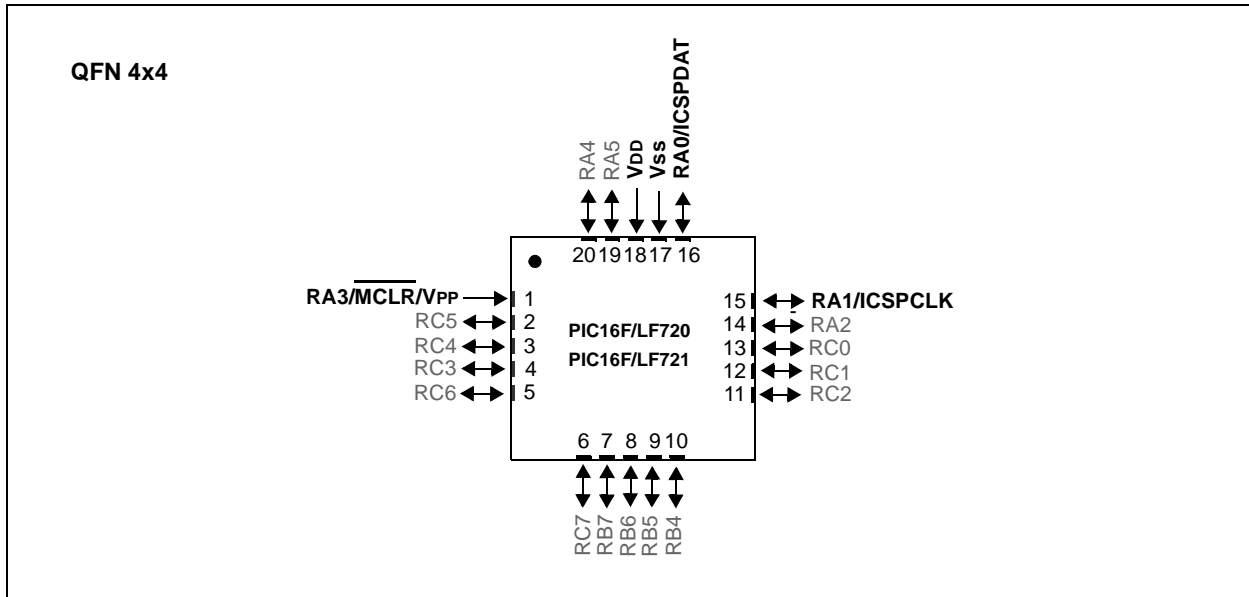 QFN 4x4
RA4
RA5
VDD
VSS
RA0/ICSPDAT
20 19 18 17 16
RA3/MCLR/VPP 1
RC5 2
RC4 3
RC3 4
RC6 5
PIC16F/LF720
PIC16F/LF721
15 RA1/ICSPCLK
14 RA2
13 RC0
12 RC1
11 RC2
6 7 8 9 10
RC7
RB7
RB6
RB5
RB4